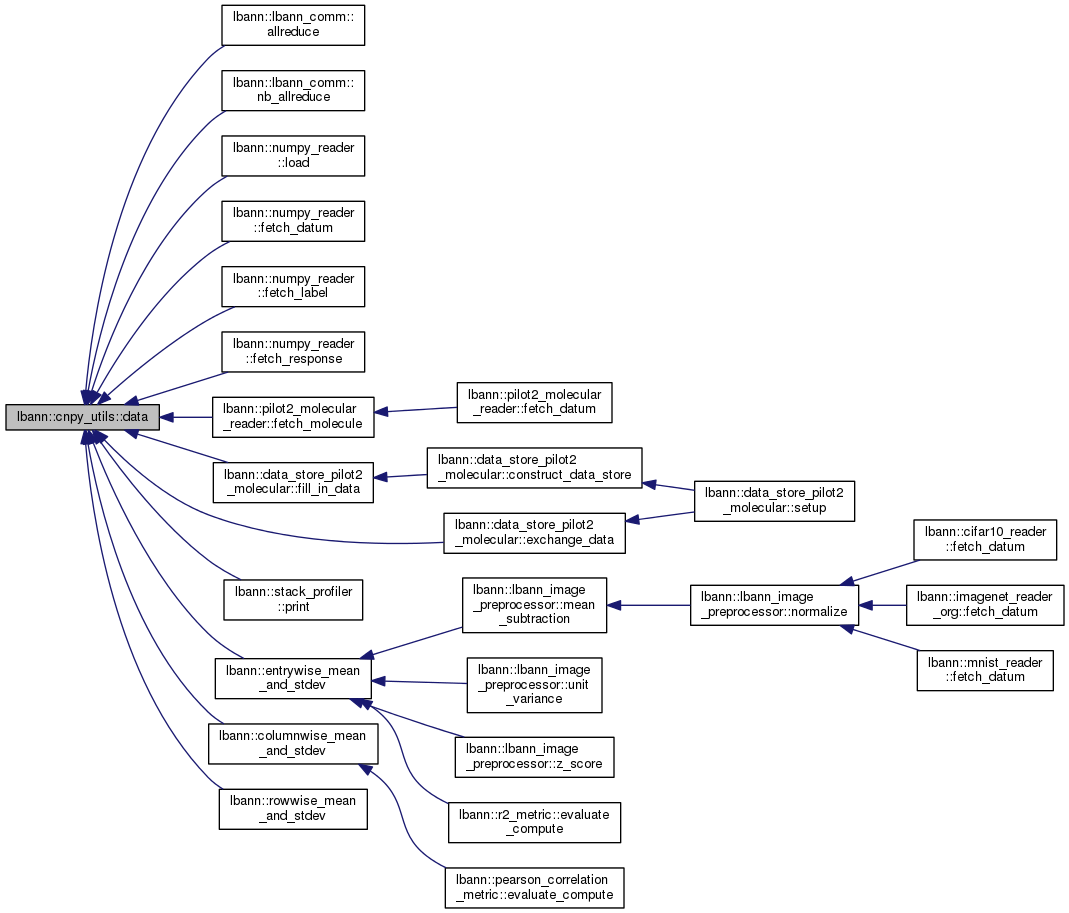 lbann::lbann_comm::
allreduce
lbann::lbann_comm::
nb_allreduce
lbann::numpy_reader
::load
lbann::numpy_reader
::fetch_datum
lbann::numpy_reader
::fetch_label
lbann::numpy_reader
::fetch_response
lbann::cnpy_utils::data
lbann::pilot2_molecular
_reader::fetch_molecule
lbann::pilot2_molecular
_reader::fetch_datum
lbann::data_store_pilot2
_molecular::fill_in_data
lbann::data_store_pilot2
_molecular::construct_data_store
lbann::data_store_pilot2
_molecular::setup
lbann::data_store_pilot2
_molecular::exchange_data
lbann::stack_profiler
::print
lbann::entrywise_mean
_and_stdev
lbann::lbann_image
_preprocessor::mean
_subtraction
lbann::lbann_image
_preprocessor::normalize
lbann::cifar10_reader
::fetch_datum
lbann::imagenet_reader
_org::fetch_datum
lbann::mnist_reader
::fetch_datum
lbann::lbann_image
_preprocessor::unit
_variance
lbann::lbann_image
_preprocessor::z_score
lbann::r2_metric::evaluate
_compute
lbann::columnwise_mean
_and_stdev
lbann::pearson_correlation
_metric::evaluate_compute
lbann::rowwise_mean
_and_stdev